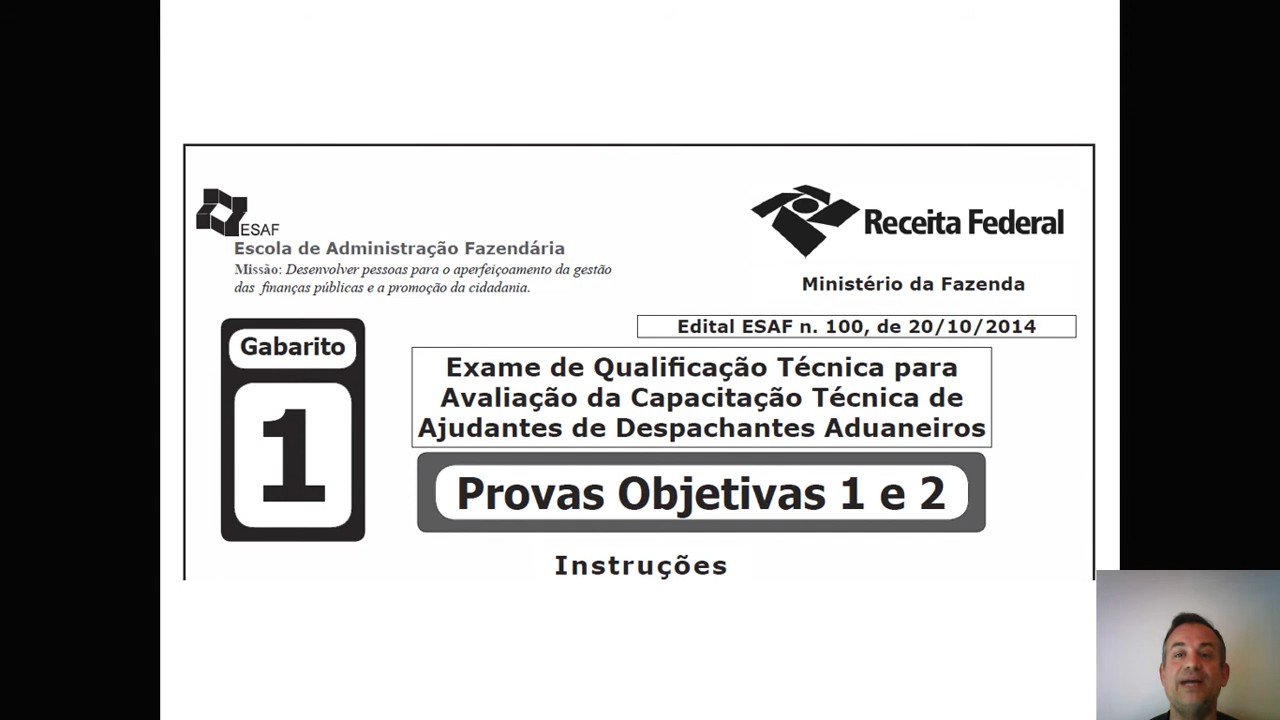 ESAF
Escola de Administração Fazendária
Missão: Desenvolver pessoas para o aperfeiçoamento da gestão
das finanças públicas e a promoção da cidadania.
Receita Federal
Ministério da Fazenda
Edital ESAF n. 100, de 20/10/2014
Gabarito
1
Exame de Qualificação Técnica para
Avaliação da Capacitação Técnica de
Ajudantes de Despachantes Aduaneiros
Provas Objetivas 1 e 2
Instruções